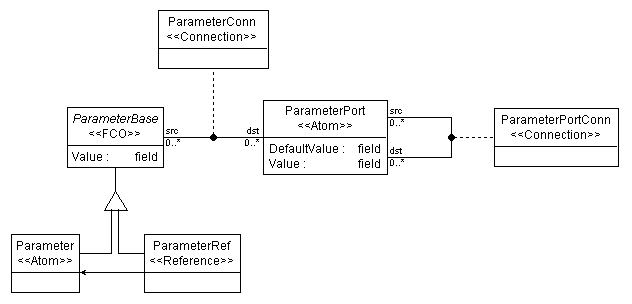 ParameterConn
<<Connection>>
ParameterBase
<<FCO>>
Value : field
src
0..*
dst
0..*
ParameterPort
<<Atom>>
DefaultValue : field
Value : field
src
0..*
dst
0..*
ParameterPortConn
<<Connection>>
Parameter
<<Atom>>
ParameterRef
<<Reference>>